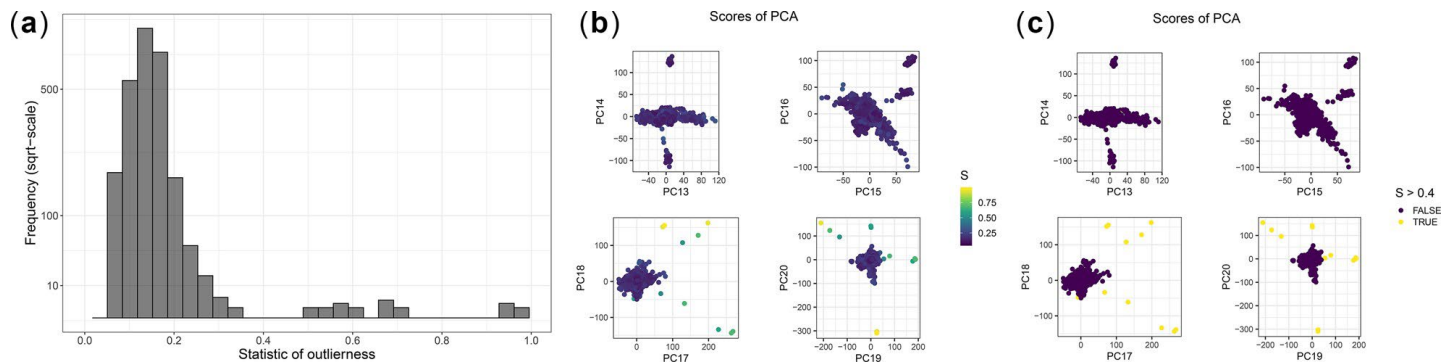 (a)
Frequency (sqrt−scale)
500
100
10
0.0
0.2
0.4
0.6
0.8
1.0
Statistic of outlierness
(b)
Scores of PCA
PC14
100
50
0
−50
−100
−40
0
40
80
120
PC13
PC16
100
50
0
−50
−100
−50
0
50
PC15
PC18
100
0
−100
0
100
200
PC17
PC20
100
0
−100
−200
−300
−200
−100
0
100
200
PC19
S
0.75
0.50
0.25
(c)
Scores of PCA
PC14
100
50
0
−50
−100
−40
0
40
80
120
PC13
PC16
100
50
0
−50
−100
−50
0
50
PC15
PC18
100
0
−100
0
100
200
PC17
PC20
100
0
−100
−200
−300
−200
−100
0
100
200
PC19
S > 0.4
FALSE
TRUE